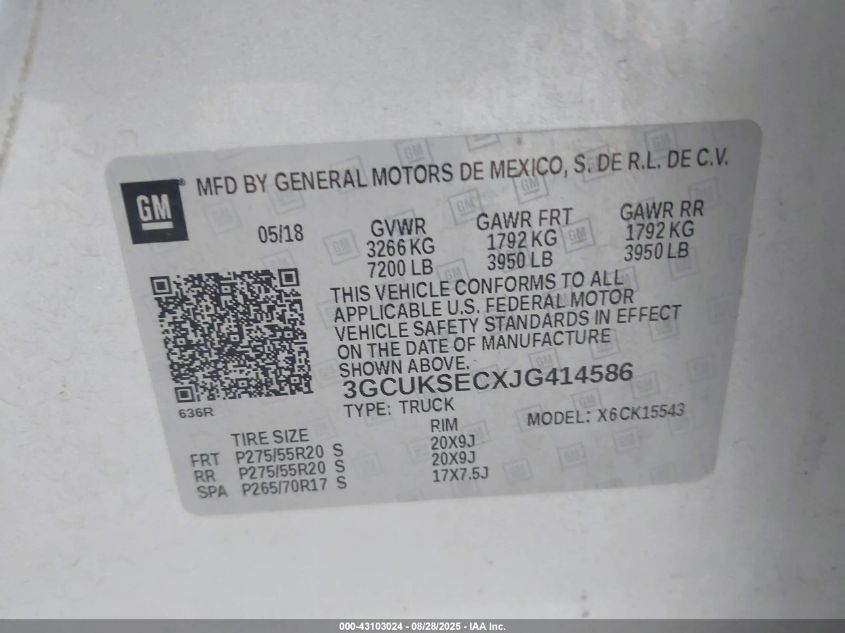 GM ® MFD BY GENERAL MOTORS DE MEXICO, S. DE R.L. DE C.V.
05/18
GVWR
3266 KG
7200 LB
GAWR FRT
1792 KG
3950 LB
GAWR RR
1792 KG
3950 LB
THIS VEHICLE CONFORMS TO ALL
APPLICABLE U.S. FEDERAL MOTOR
VEHICLE SAFETY STANDARDS IN EFFECT
ON THE DATE OF MANUFACTURE
SHOWN ABOVE.
3GCUKSECXJG414586
636R
TYPE: TRUCK
MODEL: X6CK15543
TIRE SIZE RIM
FRT P275/55R20 S 20X9J
RR P275/55R20 S 20X9J
SPA P265/70R17 S 17X7.5J
000-43103024 - 08/28/2025 - IAA Inc.